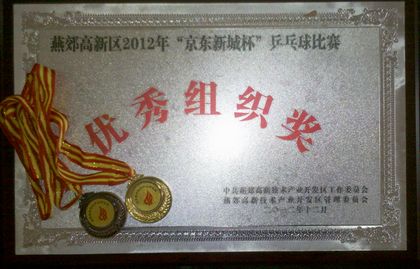 燕郊高新区2012年“京东新城杯”乒乓球比赛
优秀组织奖
中共燕郊高新技术产业开发区工作委员会
燕郊高新技术产业开发区管理委员会
二〇一二年十二月